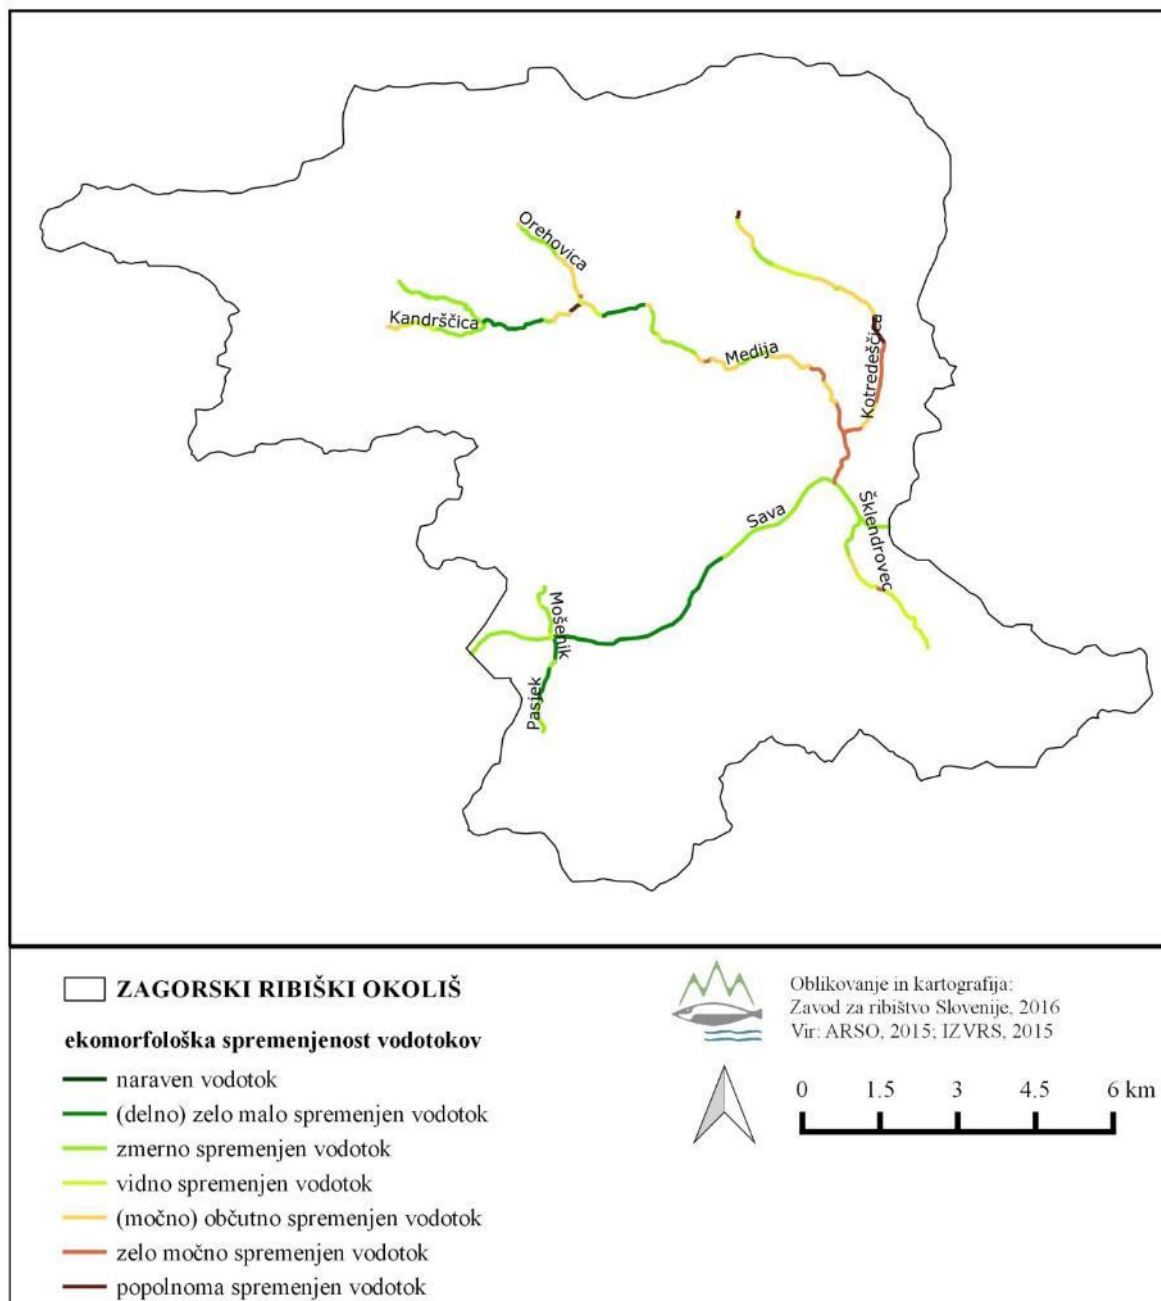 Orehovica
Kandrščica
Medija
Kotredeščica
Sava
Šklendrovec
Mošenik
Pasjek
ZAGORSKI RIBIŠKI OKOLIŠ
ekomorfološka spremenjenost vodotokov
naraven vodotok
(delno) zelo malo spremenjen vodotok
zmerno spremenjen vodotok
vidno spremenjen vodotok
(močno) občutno spremenjen vodotok
zelo močno spremenjen vodotok
popolnoma spremenjen vodotok
Oblikovanje in kartografija:
Zavod za ribištvo Slovenije, 2016
Vir: ARSO, 2015; IZVRS, 2015
0 1.5 3 4.5 6 km